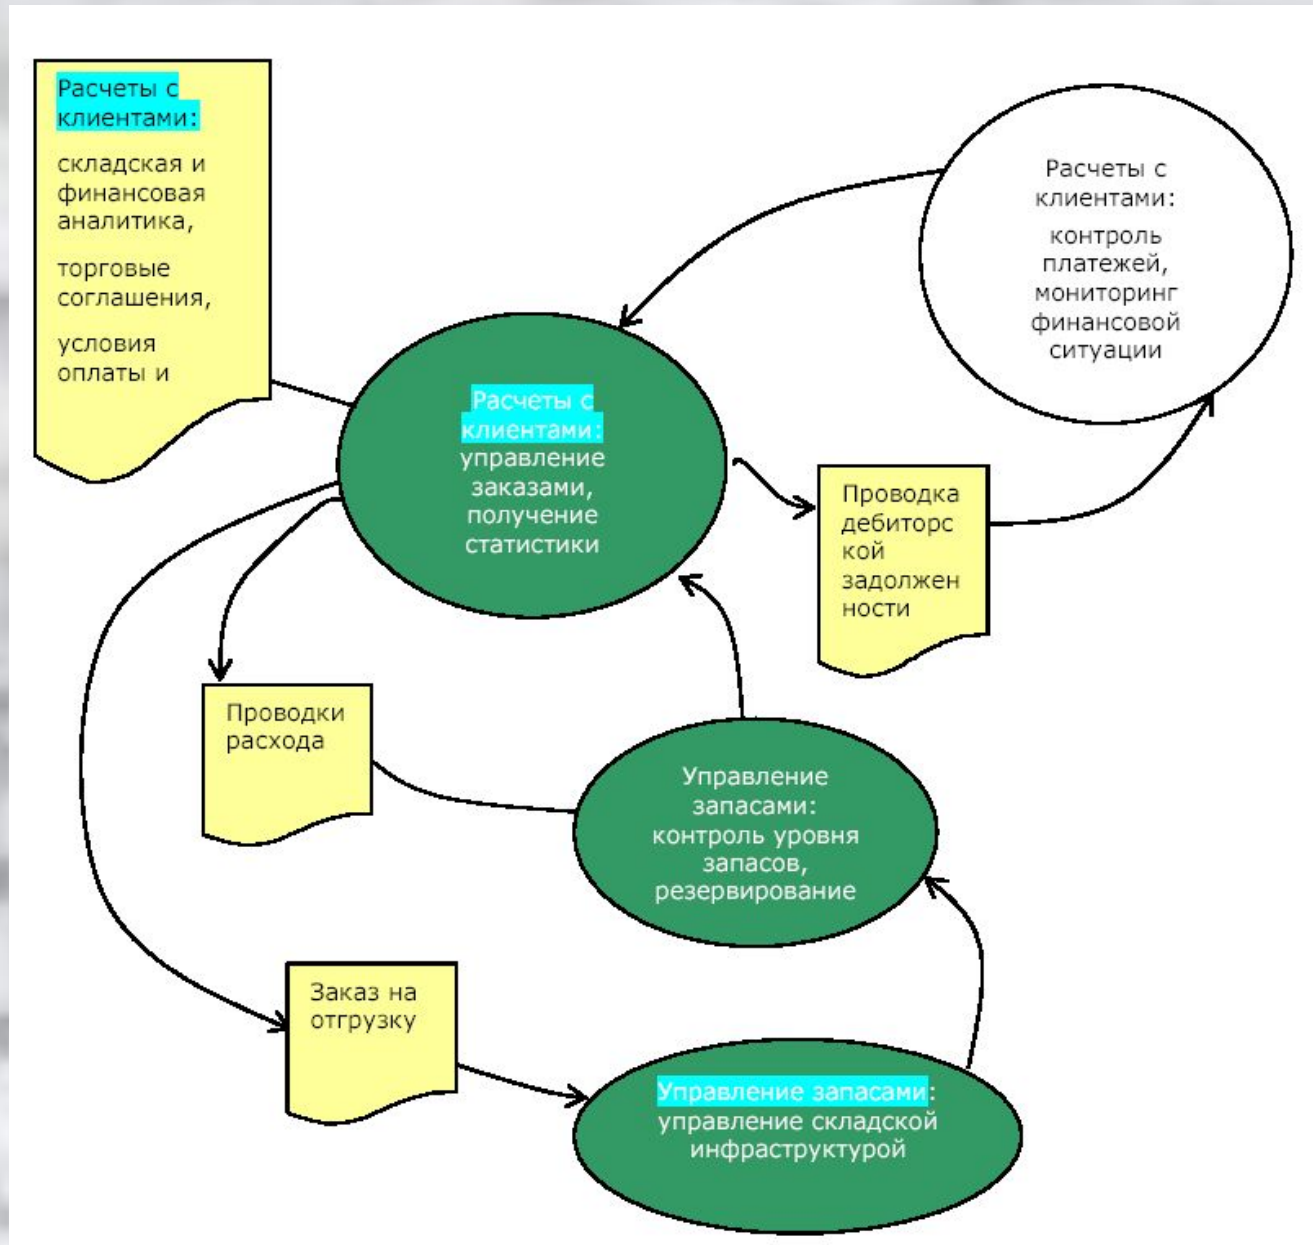 Расчеты с
клиентами:
складская и
финансовая
аналитика,
торговые
соглашения,
условия
оплаты и
Расчеты с
клиентами:
контроль
платежей,
мониторинг
финансовой
ситуации
Расчеты с
клиентами:
управление
заказами,
получение
статистики
Проводка
дебиторс
кой
задолжен
ности
Проводки
расхода
Управление
запасами:
контроль уровня
запасов,
резервирование
Заказ на
отгрузку
Управление запасами:
управление складской
инфраструктурой